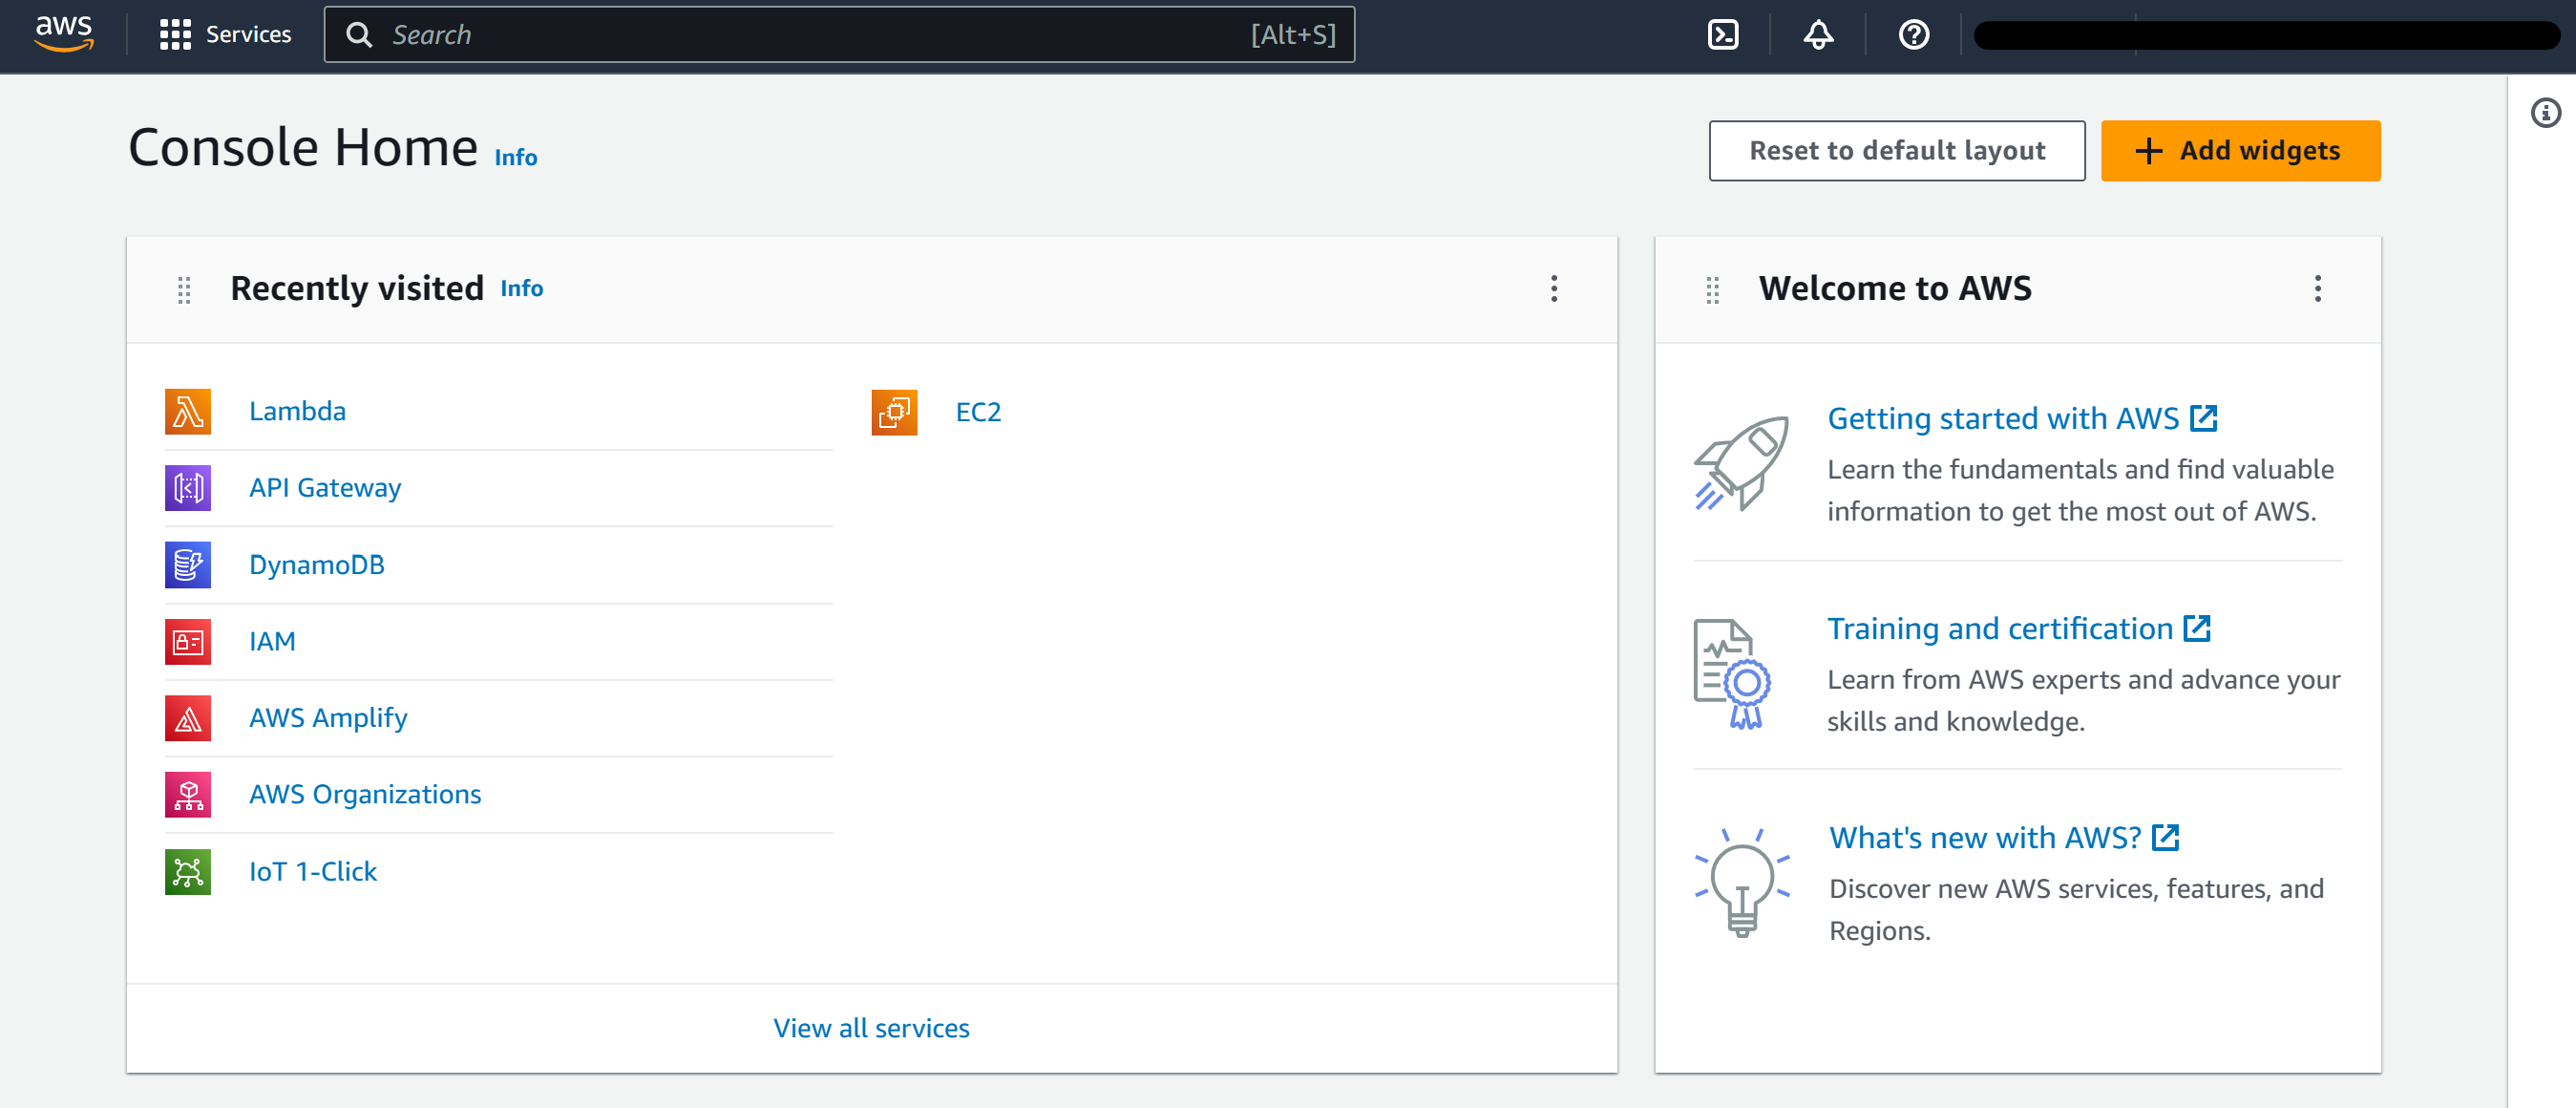 aws
Services
Search
[Alt+S]
Console Home Info
Reset to default layout
Add widgets
Recently visited Info
Lambda
API Gateway
DynamoDB
IAM
AWS Amplify
AWS Organizations
IoT 1-Click
EC2
View all services
Welcome to AWS
Getting started with AWS
Learn the fundamentals and find valuable
information to get the most out of AWS.
Training and certification
Learn from AWS experts and advance your
skills and knowledge.
What's new with AWS?
Discover new AWS services, features, and
Regions.